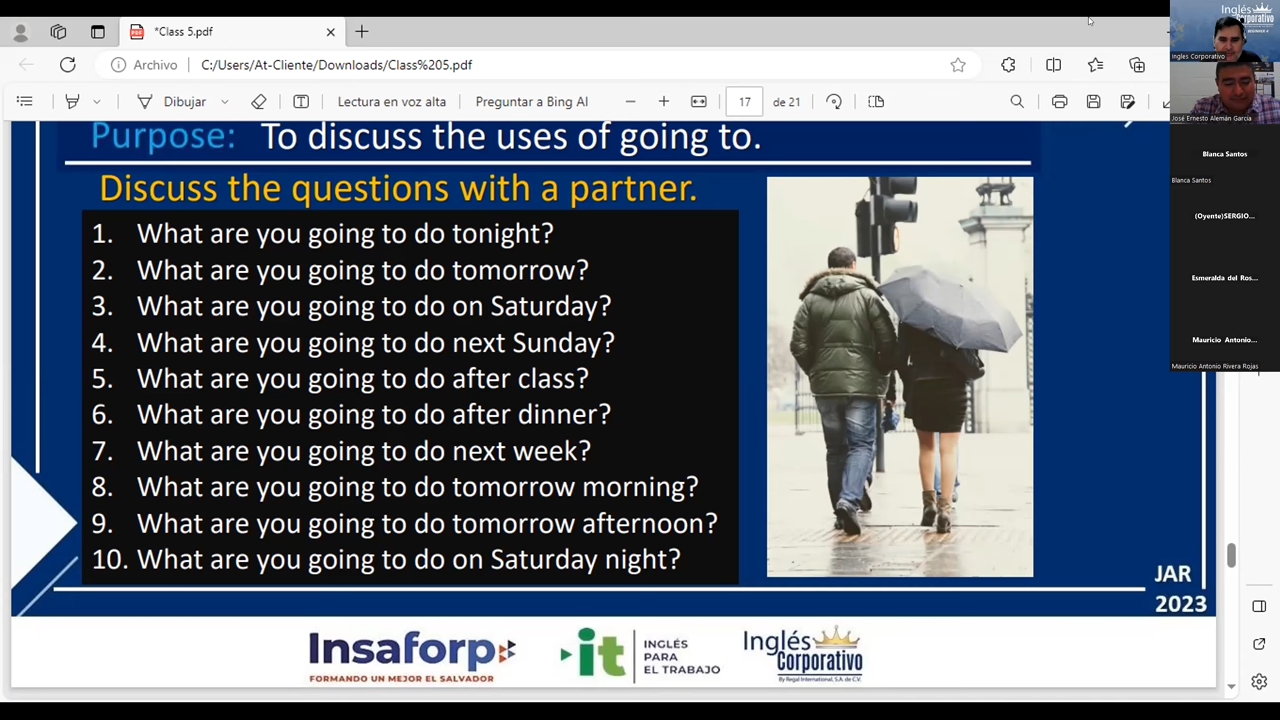 *Class 5.pdf
Archivo
C:/Users/At-Cliente/Downloads/Class%205.pdf
Dibujar
Lectura en voz alta
Preguntar a Bing AI
17
de 21
Purpose: To discuss the uses of going to.
Discuss the questions with a partner.
1. What are you going to do tonight?
2. What are you going to do tomorrow?
3. What are you going to do on Saturday?
4. What are you going to do next Sunday?
5. What are you going to do after class?
6. What are you going to do after dinner?
7. What are you going to do next week?
8. What are you going to do tomorrow morning?
9. What are you going to do tomorrow afternoon?
10. What are you going to do on Saturday night?
JAR
2023
Insaforp
FORMANDO UN MEJOR EL SALVADOR
it
INGLÉS
PARA
EL TRABAJO
Inglés
Corporativo
By Regal International, S.A. de C.V.
Inglés
Corporativo
BEGINNER 4
Ingles Corporativo
José Ernesto Alemán García
Blanca Santos
Blanca Santos
(Oyente)SERGIO...
Esmeralda del Ros...
Mauricio Antonio...
Mauricio Antonio Rivera Rojas